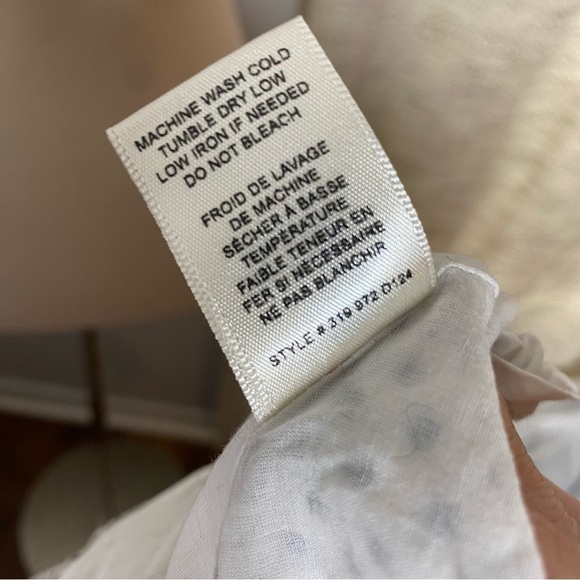 MACHINE WASH COLD
TUMBLE DRY LOW
LOW IRON IF NEEDED
DO NOT BLEACH
FROID DE LAVAGE
DE MACHINE
SÉCHER À BASSE
TEMPÉRATURE
FAIBLE TENEUR EN
FER SI NÉCESSAIRE
NE PAS BLANCHIR
STYLE # 319 972 D124